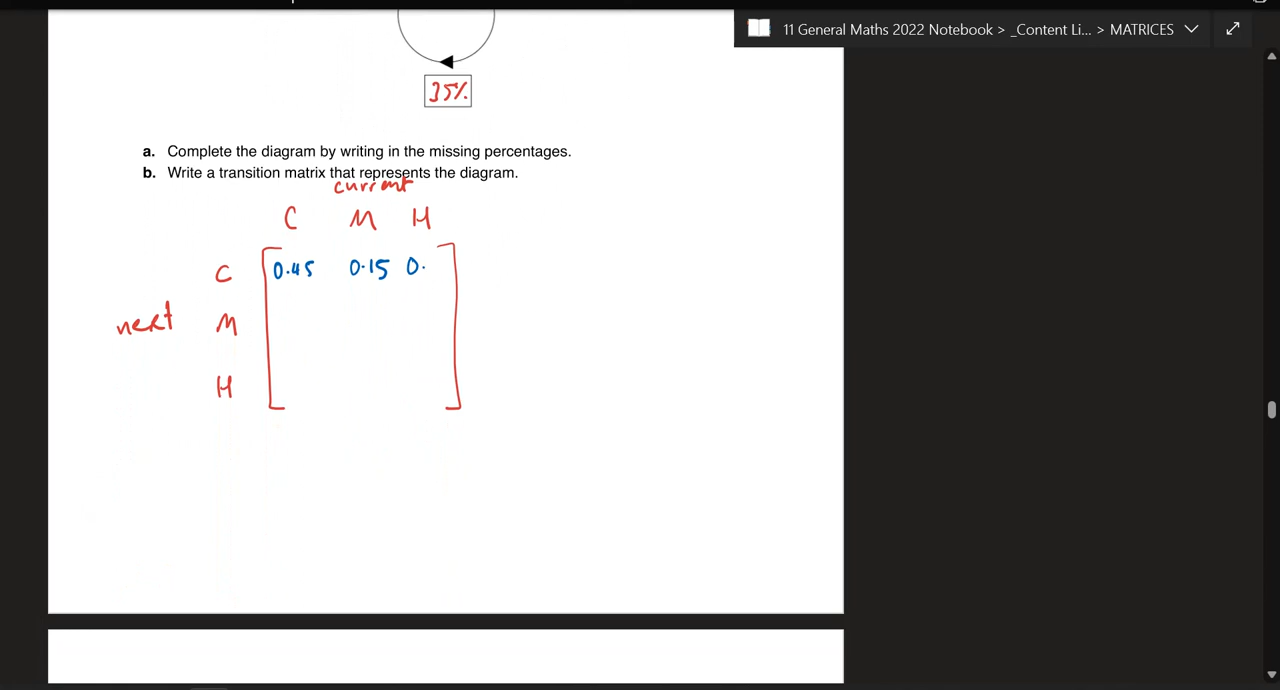 11 General Maths 2022 Notebook > _Content Li... > MATRICES
35%
a. Complete the diagram by writing in the missing percentages.
b. Write a transition matrix that represents the diagram.
current
C M H
C 0.45 0.15 0.
next M
H